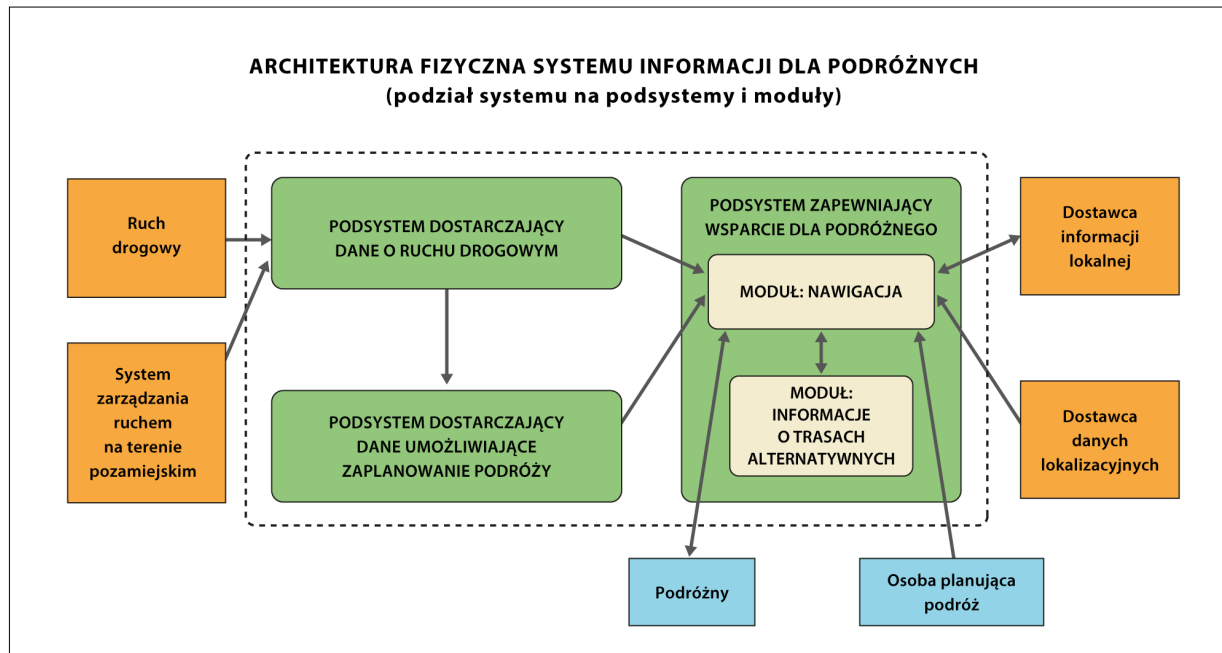 ARCHITEKTURA FIZYCZNA SYSTEMU INFORMACJI DLA PODRÓŻNYCH
(podział systemu na podsystemy i moduły)
Ruch
drogowy
System
zarządzania
ruchem
na terenie
pozamiejskim
PODSYSTEM DOSTARCZAJĄCY
DANE O RUCHU DROGOWYM
PODSYSTEM DOSTARCZAJĄCY
DANE UMOŻLIWIAJĄCE
ZAPLANOWANIE PODRÓŻY
PODSYSTEM ZAPEWNIAJĄCY
WSPARCIE DLA PODRÓŻNEGO
MODUŁ: NAWIGACJA
MODUŁ:
INFORMACJE
O TRASACH
ALTERNATYWNYCH
Dostawca
informacji
lokalnej
Dostawca
danych
lokalizacyjnych
Podróżny
Osoba planująca
podróż